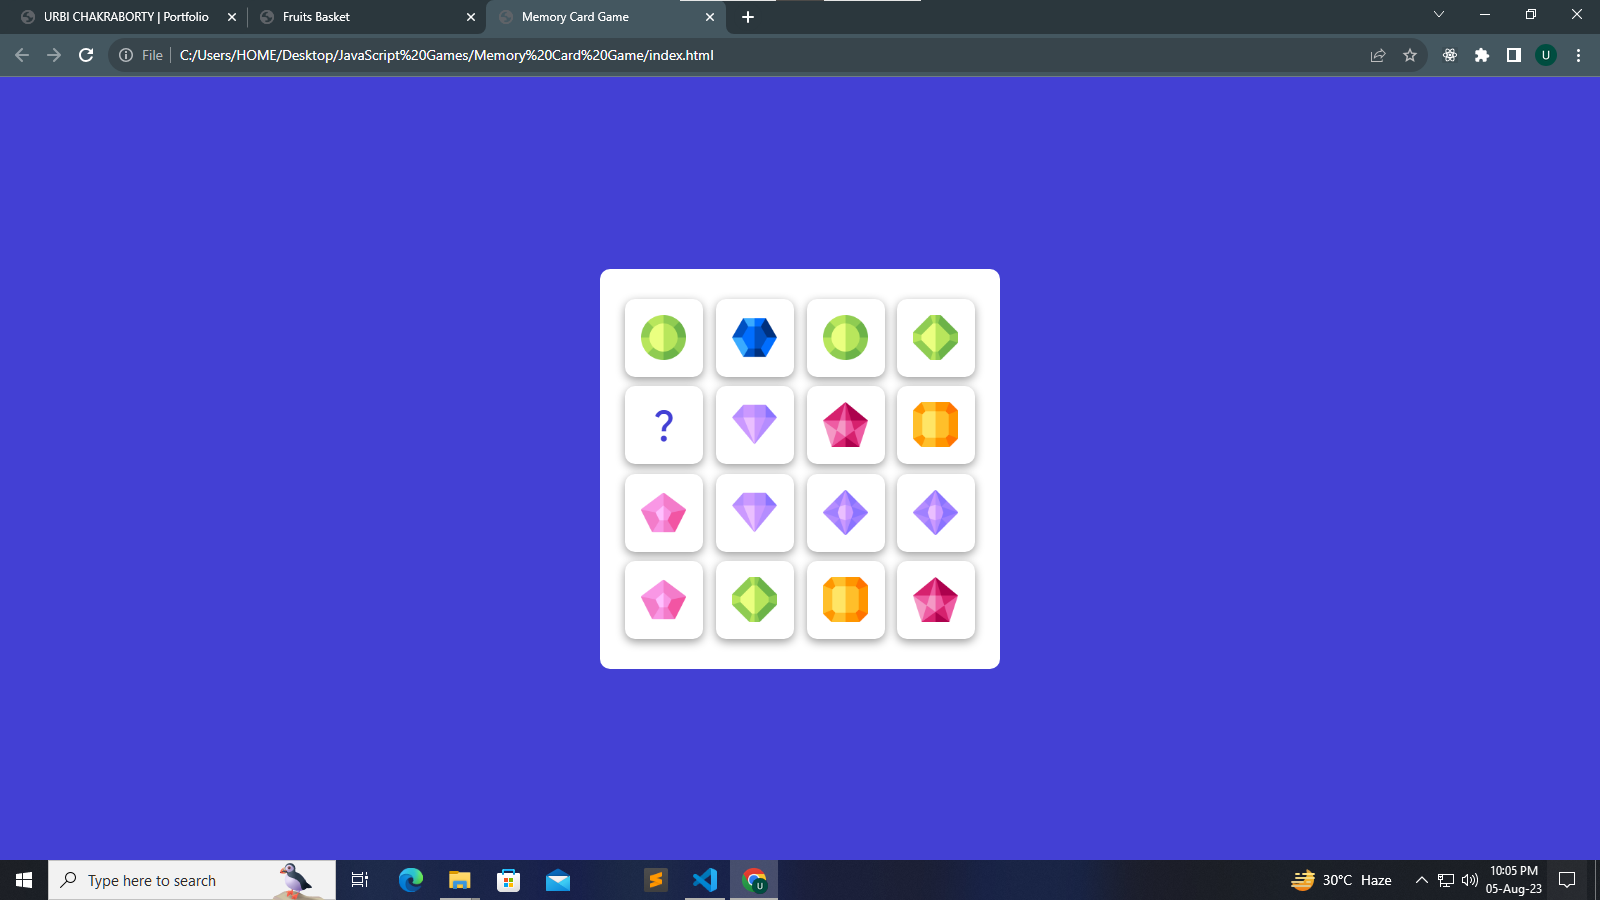 URBI CHAKRABORTY | Portfolio
Fruits Basket
Memory Card Game
File
C:/Users/HOME/Desktop/JavaScript%20Games/Memory%20Card%20Game/index.html
U
?
Type here to search
U
30°C Haze
10:05 PM
05-Aug-23